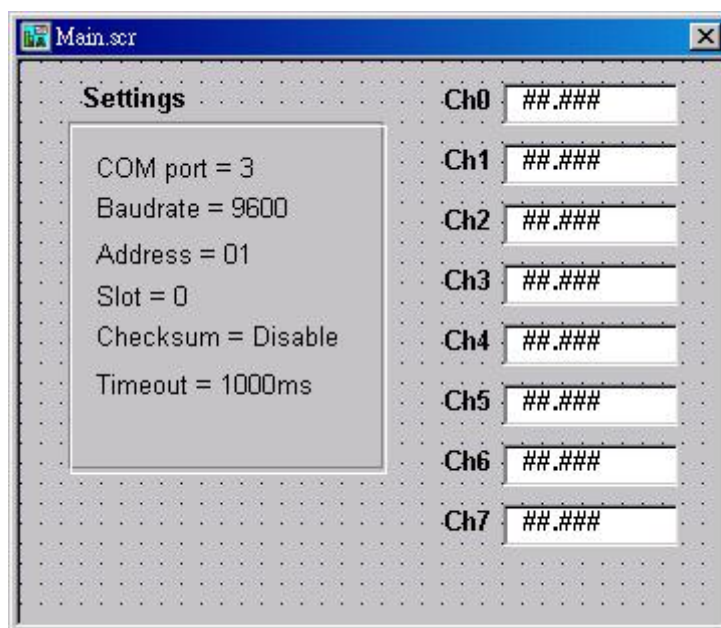 Main.scr
Settings
COM port = 3
Baudrate = 9600
Address = 01
Slot = 0
Checksum = Disable
Timeout = 1000ms
Ch0 ##.###
Ch1 ##.###
Ch2 ##.###
Ch3 ##.###
Ch4 ##.###
Ch5 ##.###
Ch6 ##.###
Ch7 ##.###